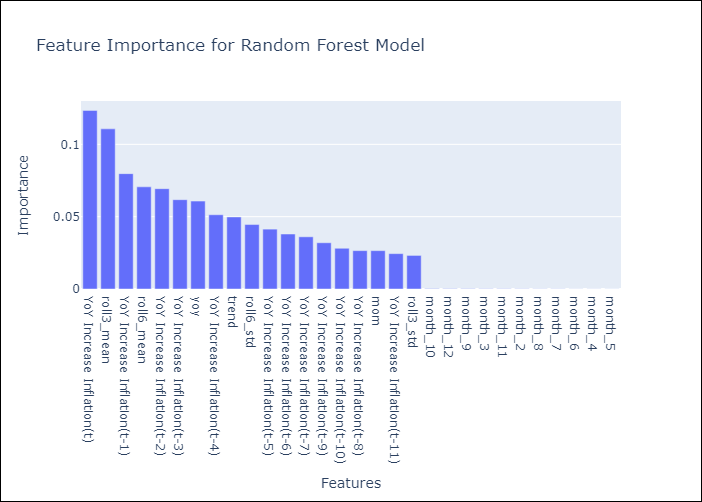 Feature Importance for Random Forest Model
Importance
0.1
0.05
0
YoY Increase Inflation(t)
roll3_mean
YoY Increase Inflation(t-1)
roll6_mean
YoY Increase Inflation(t-2)
YoY Increase Inflation(t-3)
yoy
YoY Increase Inflation(t-4)
trend
roll6_std
YoY Increase Inflation(t-5)
YoY Increase Inflation(t-6)
YoY Increase Inflation(t-7)
YoY Increase Inflation(t-9)
YoY Increase Inflation(t-10)
YoY Increase Inflation(t-8)
mom
YoY Increase Inflation(t-11)
roll3_std
month_10
month_12
month_9
month_3
month_11
month_2
month_8
month_7
month_6
month_4
month_5
Features